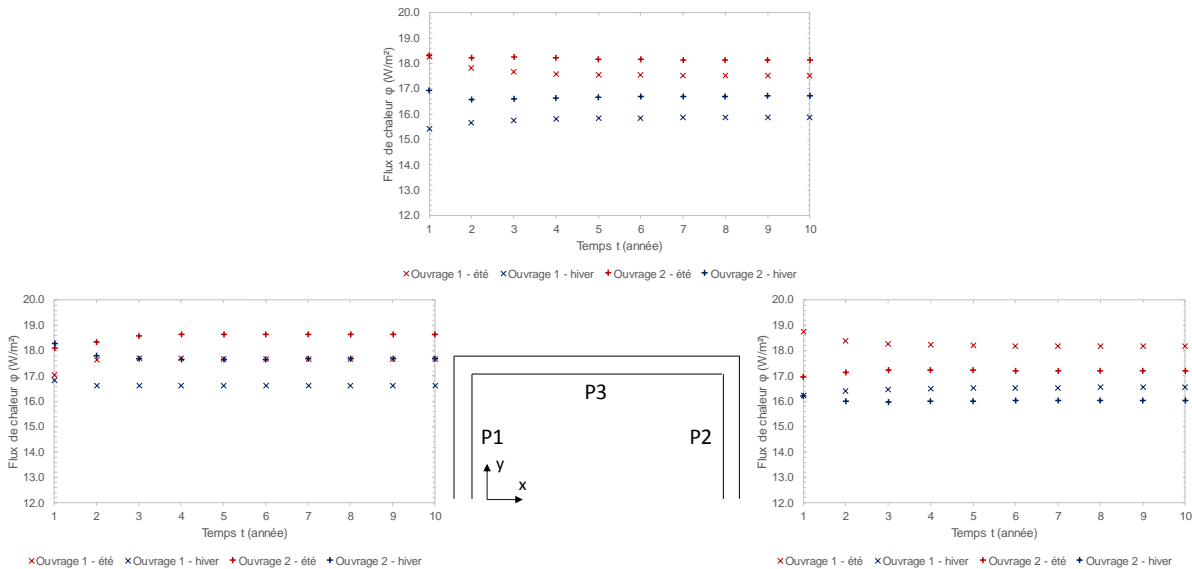 20.0
19.0
18.0
17.0
16.0
15.0
14.0
13.0
12.0
Flux de chaleur φ (W/m²)
1 2 3 4 5 6 7 8 9 10
Temps t (année)
Ouvrage 1 - été Ouvrage 1 - hiver Ouvrage 2 - été Ouvrage 2 - hiver
20.0
19.0
18.0
17.0
16.0
15.0
14.0
13.0
12.0
Flux de chaleur φ (W/m²)
1 2 3 4 5 6 7 8 9 10
Temps t (année)
Ouvrage 1 - été Ouvrage 1 - hiver Ouvrage 2 - été Ouvrage 2 - hiver
P3
P1 P2
y
x
20.0
19.0
18.0
17.0
16.0
15.0
14.0
13.0
12.0
Flux de chaleur φ (W/m²)
1 2 3 4 5 6 7 8 9 10
Temps t (année)
Ouvrage 1 - été Ouvrage 1 - hiver Ouvrage 2 - été Ouvrage 2 - hiver